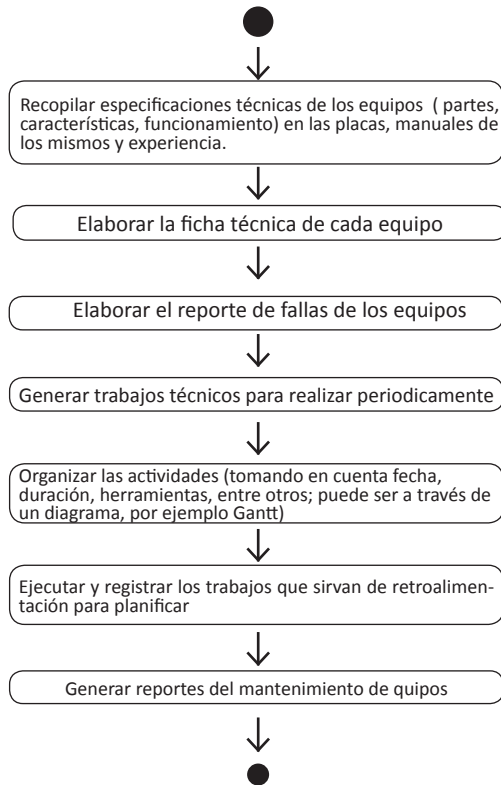 Recopilar especificaciones técnicas de los equipos ( partes,
características, funcionamiento) en las placas, manuales de
los mismos y experiencia.
Elaborar la ficha técnica de cada equipo
Elaborar el reporte de fallas de los equipos
Generar trabajos técnicos para realizar periodicamente
Organizar las actividades (tomando en cuenta fecha,
duración, herramientas, entre otros; puede ser a través de
un diagrama, por ejemplo Gantt)
Ejecutar y registrar los trabajos que sirvan de retroalimen-
tación para planificar
Generar reportes del mantenimiento de quipos